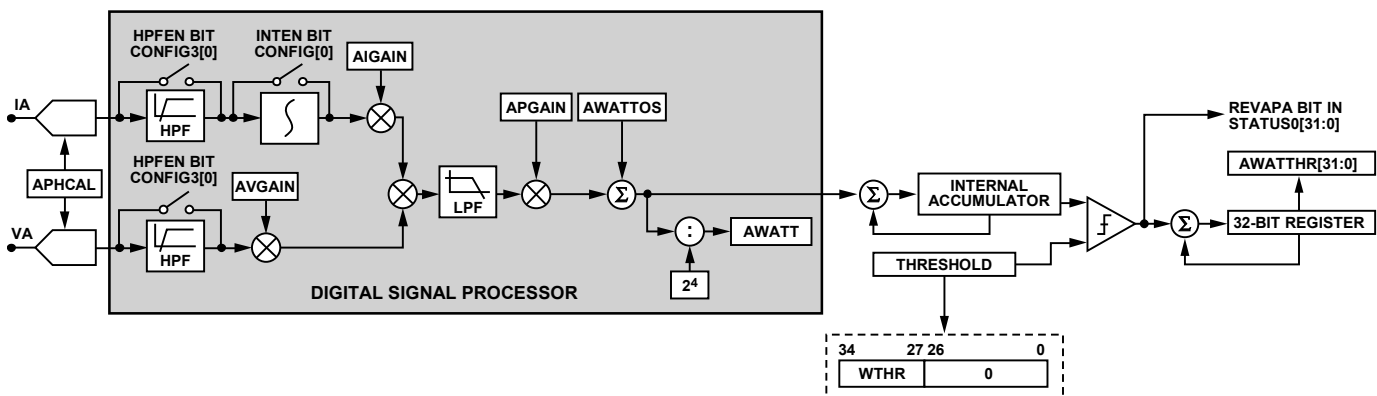 HPFEN BIT
CONFIG3[0]
INTEN BIT
CONFIG[0]
AIGAIN
IA
HPF
APHCAL
HPFEN BIT
CONFIG3[0]
AVGAIN
VA
HPF
LPF
APGAIN
AWATTOS
Σ
:
AWATT
2⁴
DIGITAL SIGNAL PROCESSOR
Σ
INTERNAL
ACCUMULATOR
THRESHOLD
REVAPA BIT IN
STATUS0[31:0]
AWATTHR[31:0]
Σ
32-BIT REGISTER
34 27 26 0
WTHR 0